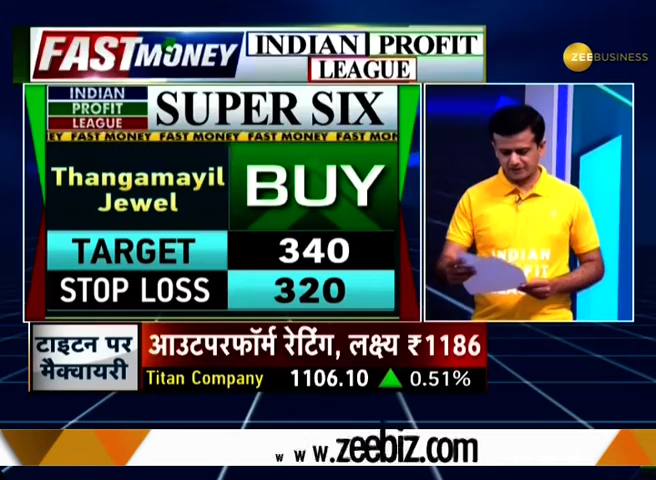 FAST MONEY
INDIAN PROFIT
LEAGUE
ZEE BUSINESS
INDIAN
PROFIT
LEAGUE
SUPER SIX
EY FAST MONEY FAST MONEY FAST MONEY FAST MON
Thangamayil
Jewel
BUY
TARGET 340
STOP LOSS 320
INDIAN
टाइटन पर
मैक्वायरी
आउटपरफॉर्म रेटिंग, लक्ष्य ₹1186
Titan Company 1106.10 ▲ 0.51%
www.zeebiz.com